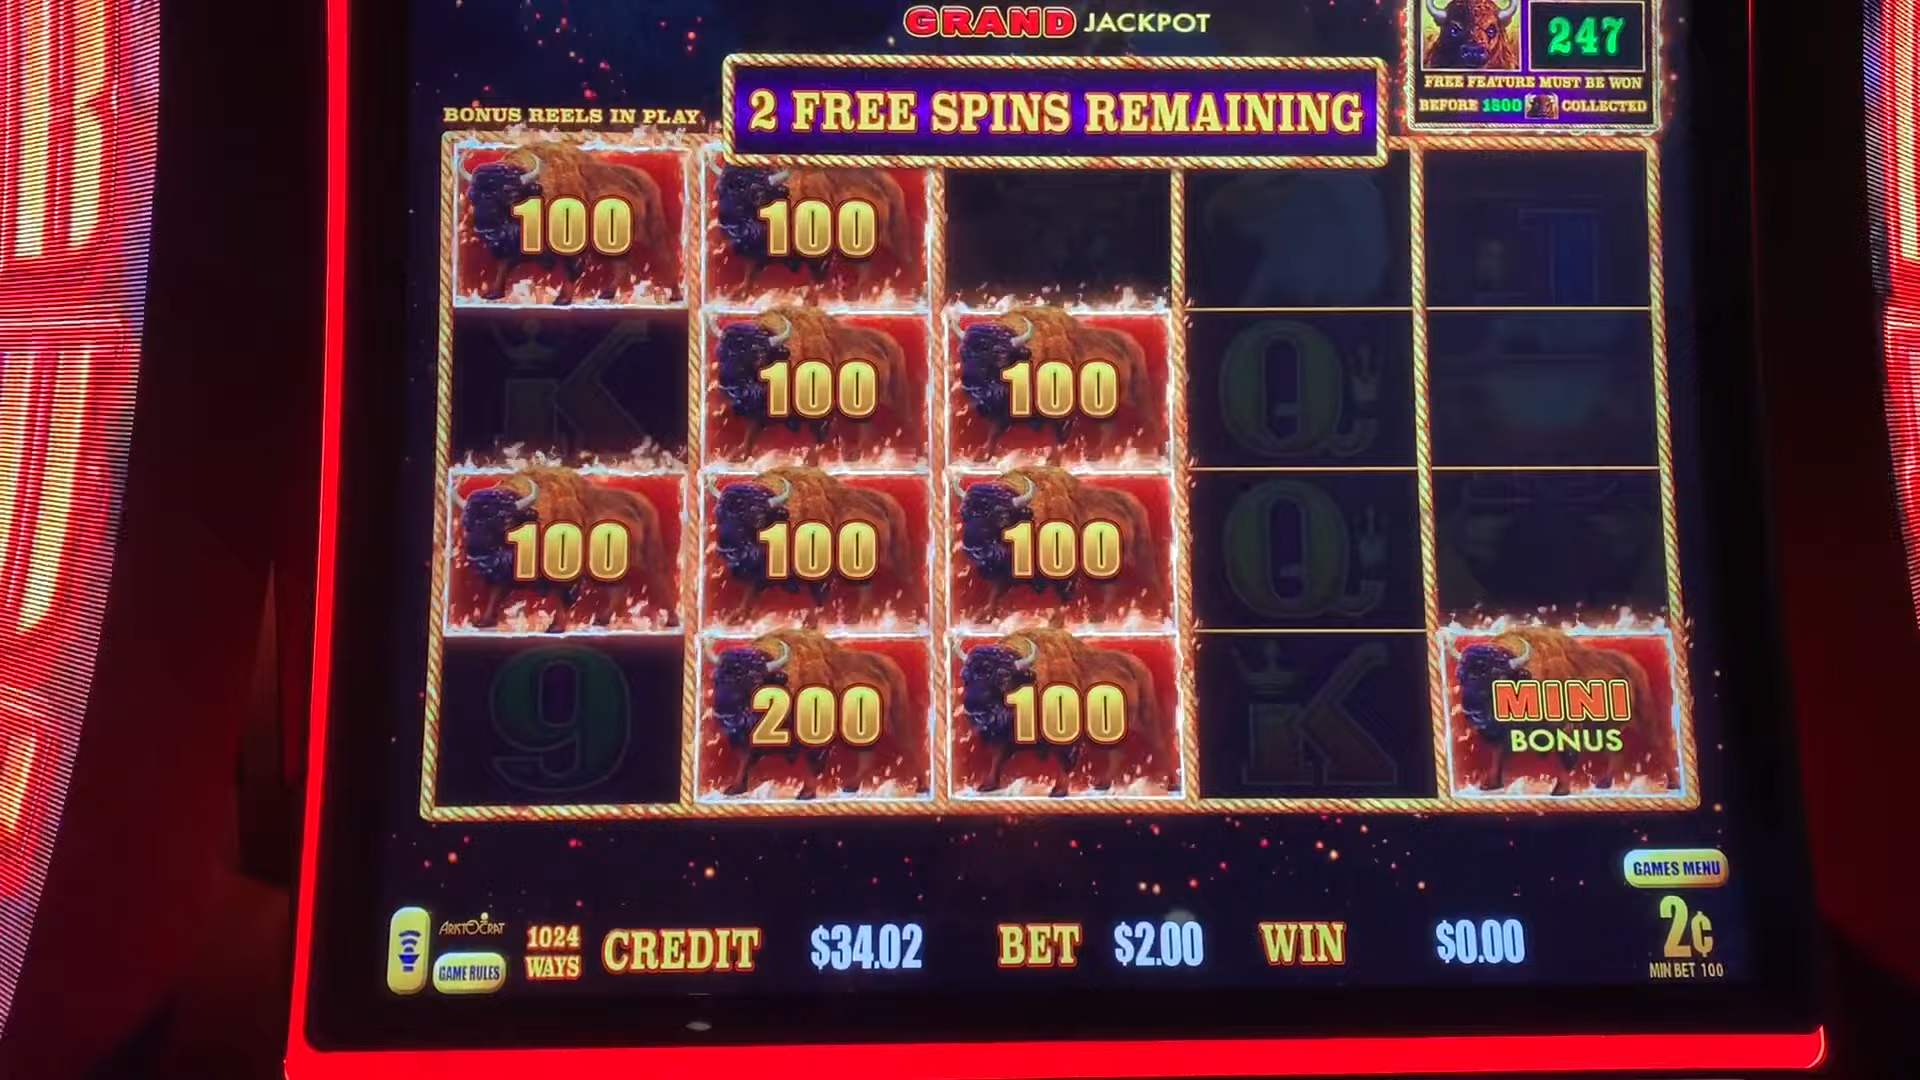 GRAND JACKPOT
247
FREE FEATURE MUST BE WON
BEFORE 1800 COLLECTED
BONUS REELS IN PLAY
2 FREE SPINS REMAINING
100
100
K
100
100
Q
100
100
100
Q
9
200
100
K
MINI
BONUS
GAMES MENU
ARISTOCRAT
GAME RULES
1024
WAYS
CREDIT $34.02
BET $2.00
WIN $0.00
2¢
MIN BET 100